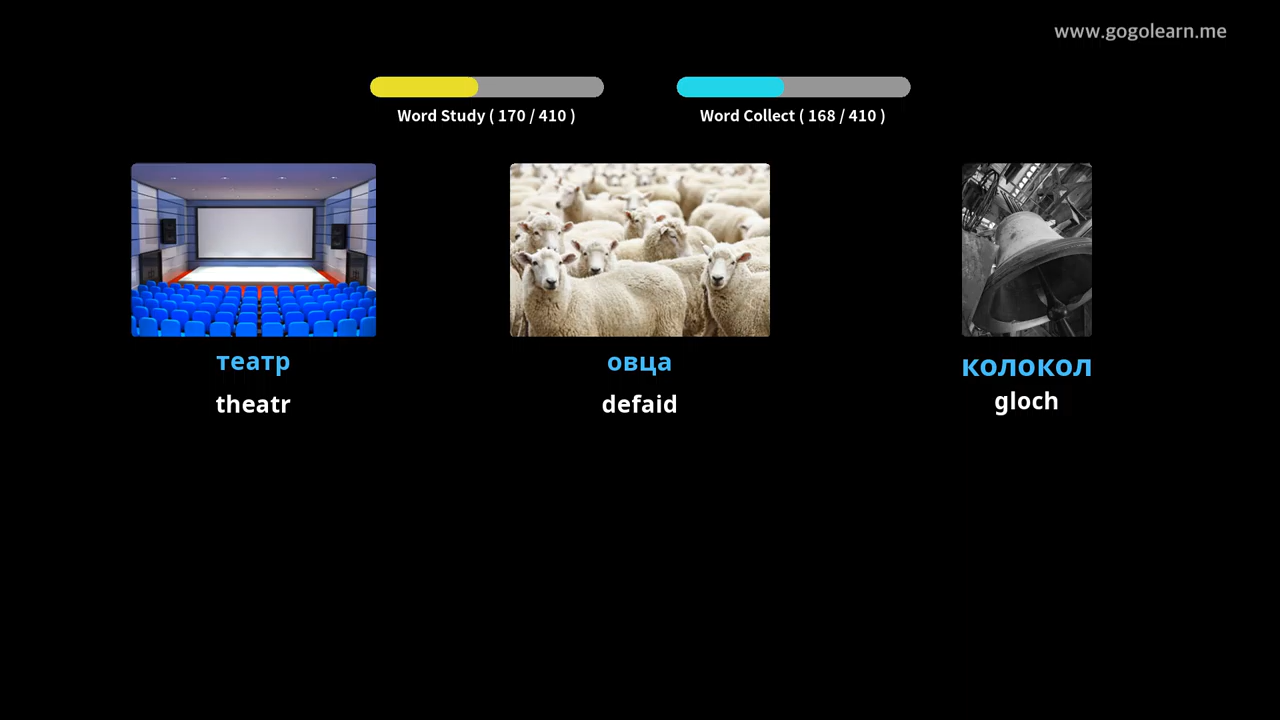 www.gogolearn.me
Word Study ( 170 / 410 )
Word Collect ( 168 / 410 )
театр
овца
колокол
theatr
defaid
gloch